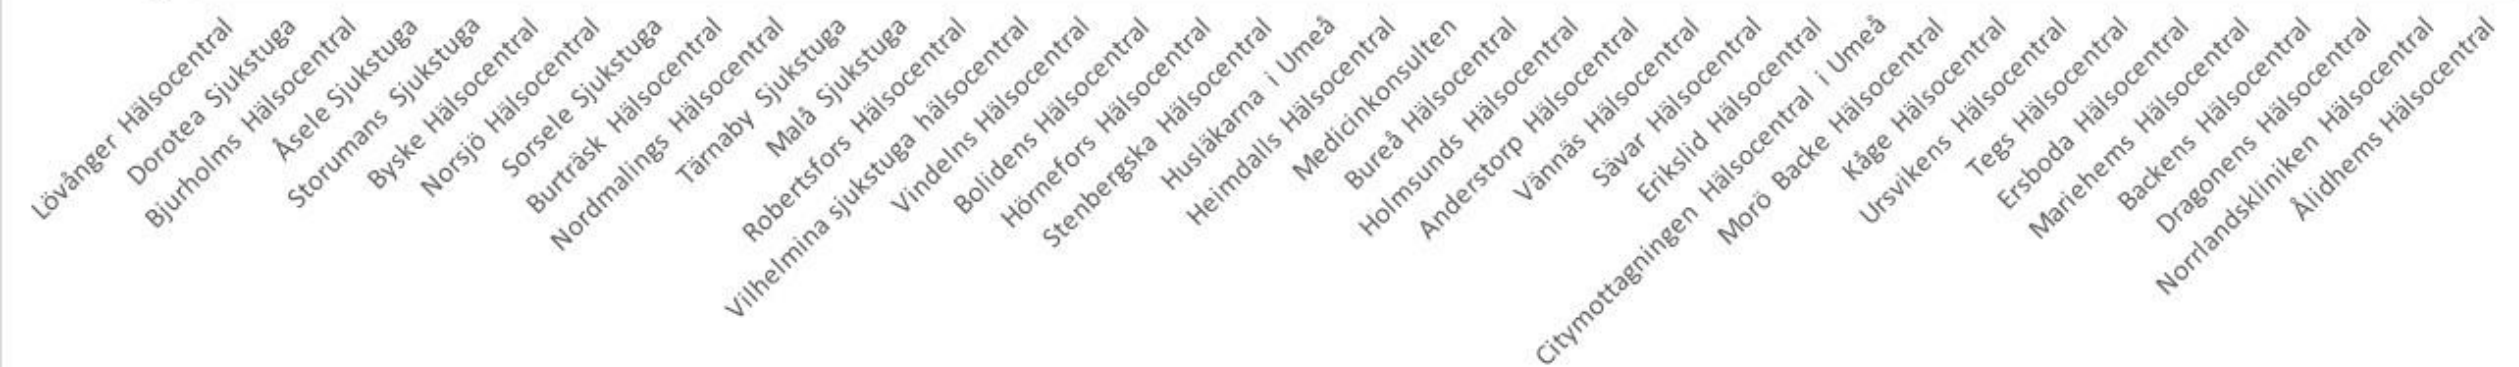 Lövånger Hälsocentral
Dorotea Sjukstuga
Bjurholms Hälsocentral
Åsele Sjukstuga
Storumans Sjukstuga
Byske Hälsocentral
Norsjö Hälsocentral
Sorsele Sjukstuga
Burträsk Hälsocentral
Nordmalings Hälsocentral
Tärnaby Sjukstuga
Malå Sjukstuga
Robertsfors Hälsocentral
Vilhelmina sjukstuga hälsocentral
Vindelns Hälsocentral
Bolidens Hälsocentral
Hörnefors Hälsocentral
Stenbergska Hälsocentral
Husläkarna i Umeå
Heimdalls Hälsocentral
Medicinkonsulten
Bureå Hälsocentral
Holmsunds Hälsocentral
Anderstorp Hälsocentral
Vännäs Hälsocentral
Sävar Hälsocentral
Erikslid Hälsocentral
Citymottagningen Hälsocentral i Umeå
Morö Backe Hälsocentral
Kåge Hälsocentral
Ursvikens Hälsocentral
Tegs Hälsocentral
Ersboda Hälsocentral
Mariehems Hälsocentral
Backens Hälsocentral
Dragonens Hälsocentral
Norrlandskliniken Hälsocentral
Ålidhems Hälsocentral